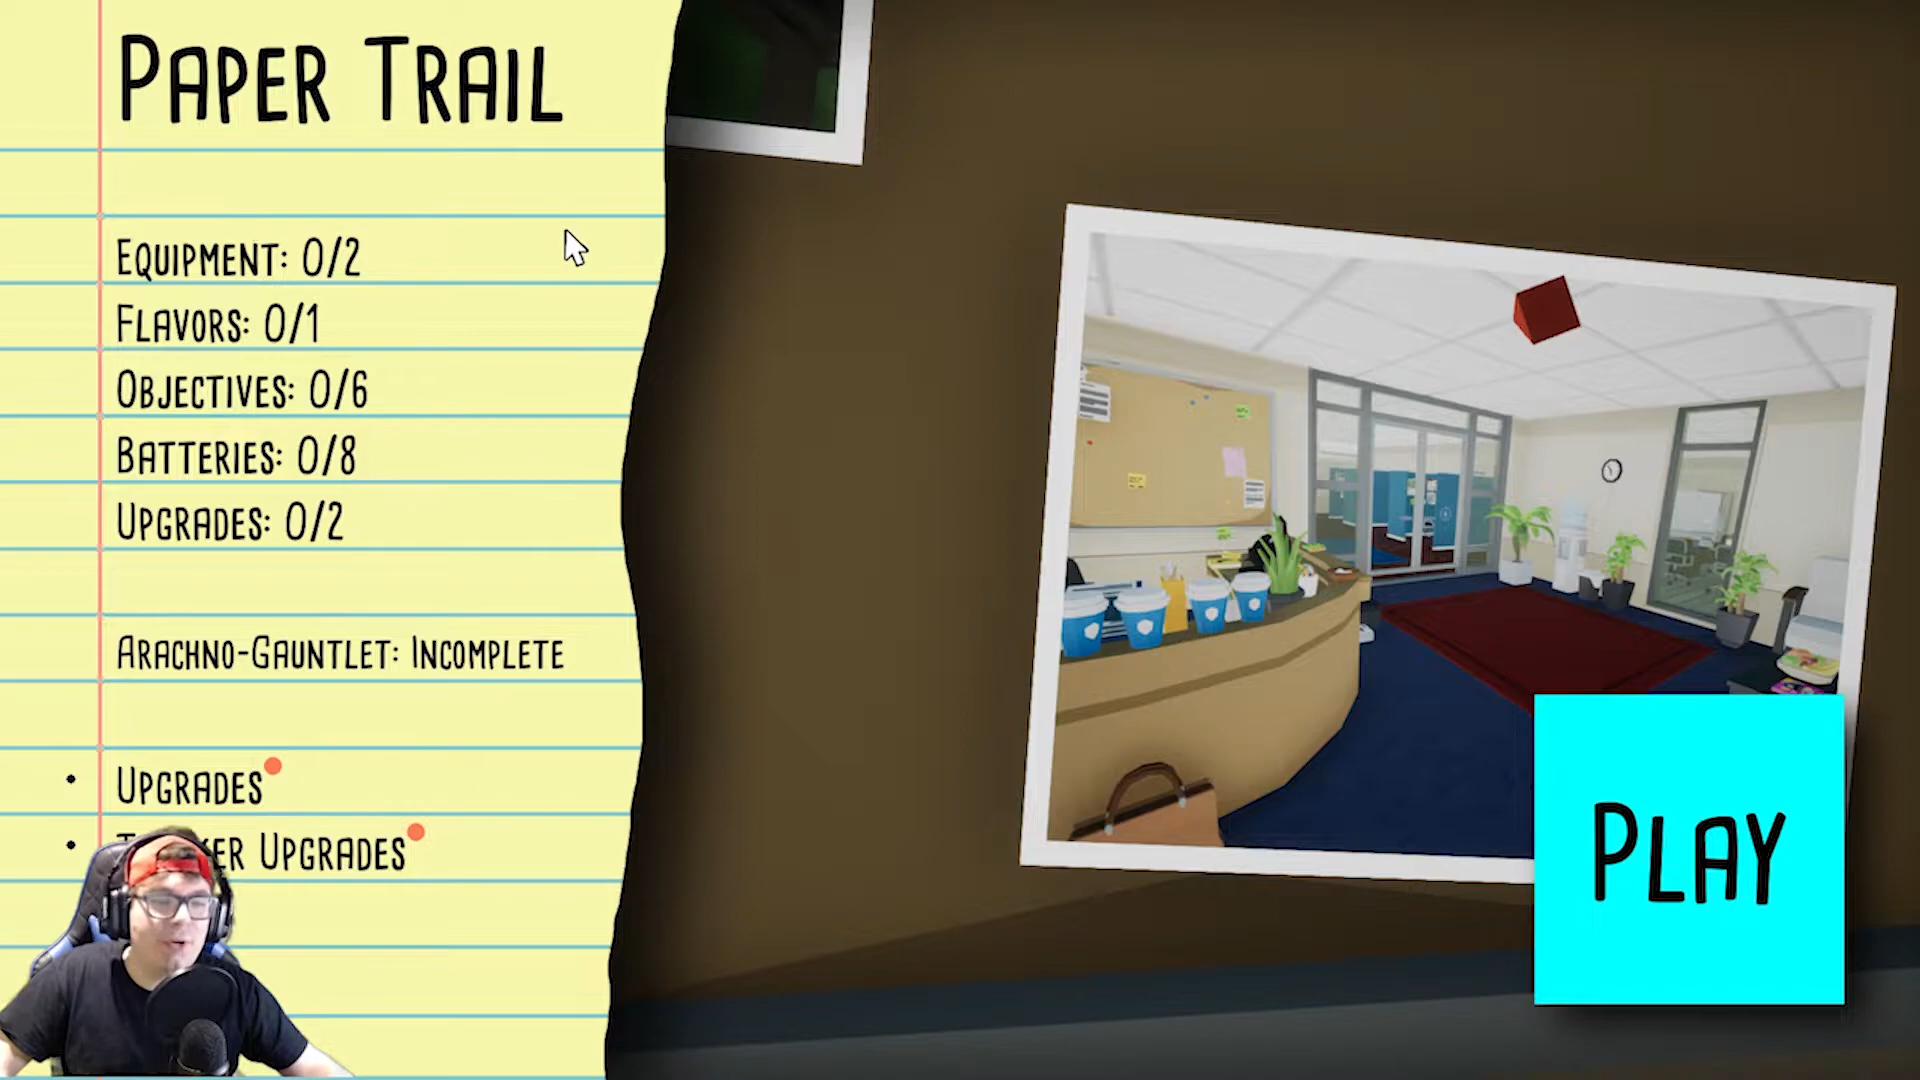 PAPER TRAIL
EQUIPMENT: 0/2
FLAVORS: 0/1
OBJECTIVES: 0/6
BATTERIES: 0/8
UPGRADES: 0/2
ARACHNO-GAUNTLET: INCOMPLETE
• UPGRADES
• UPGRADES
PLAY